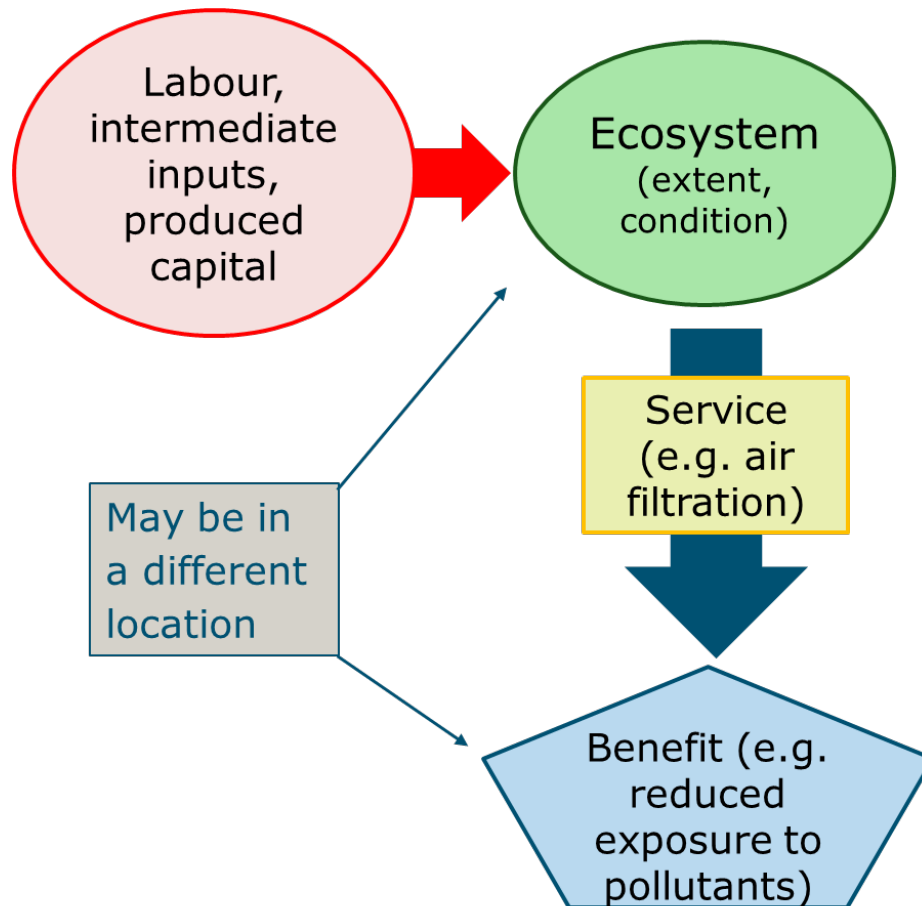 Labour,
intermediate
inputs,
produced
capital
Ecosystem
(extent,
condition)
Service
(e.g. air
filtration)
May be in
a different
location
Benefit (e.g.
reduced
exposure to
pollutants)